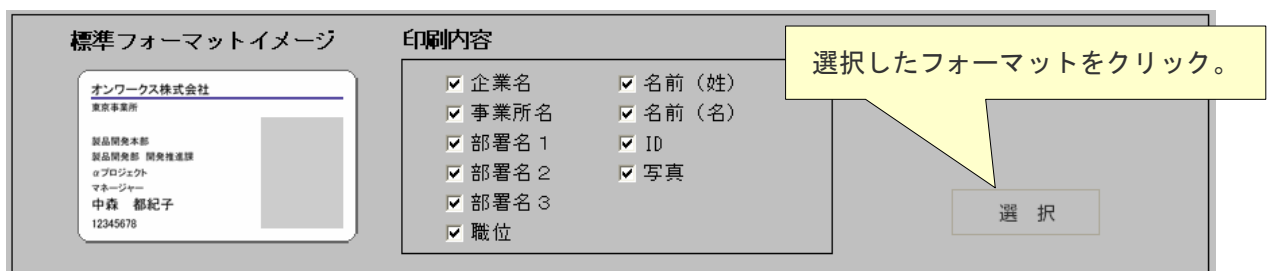 標準フォーマットイメージ
オンワークス株式会社
東京事業所
製品開発本部
製品開発部 開発推進課
αプロジェクト
マネージャー
中森 都紀子
12345678
印刷内容
企業名
事業所名
部署名1
部署名2
部署名3
職位
名前（姓）
名前（名）
ID
写真
選択したフォーマットをクリック。
選 択